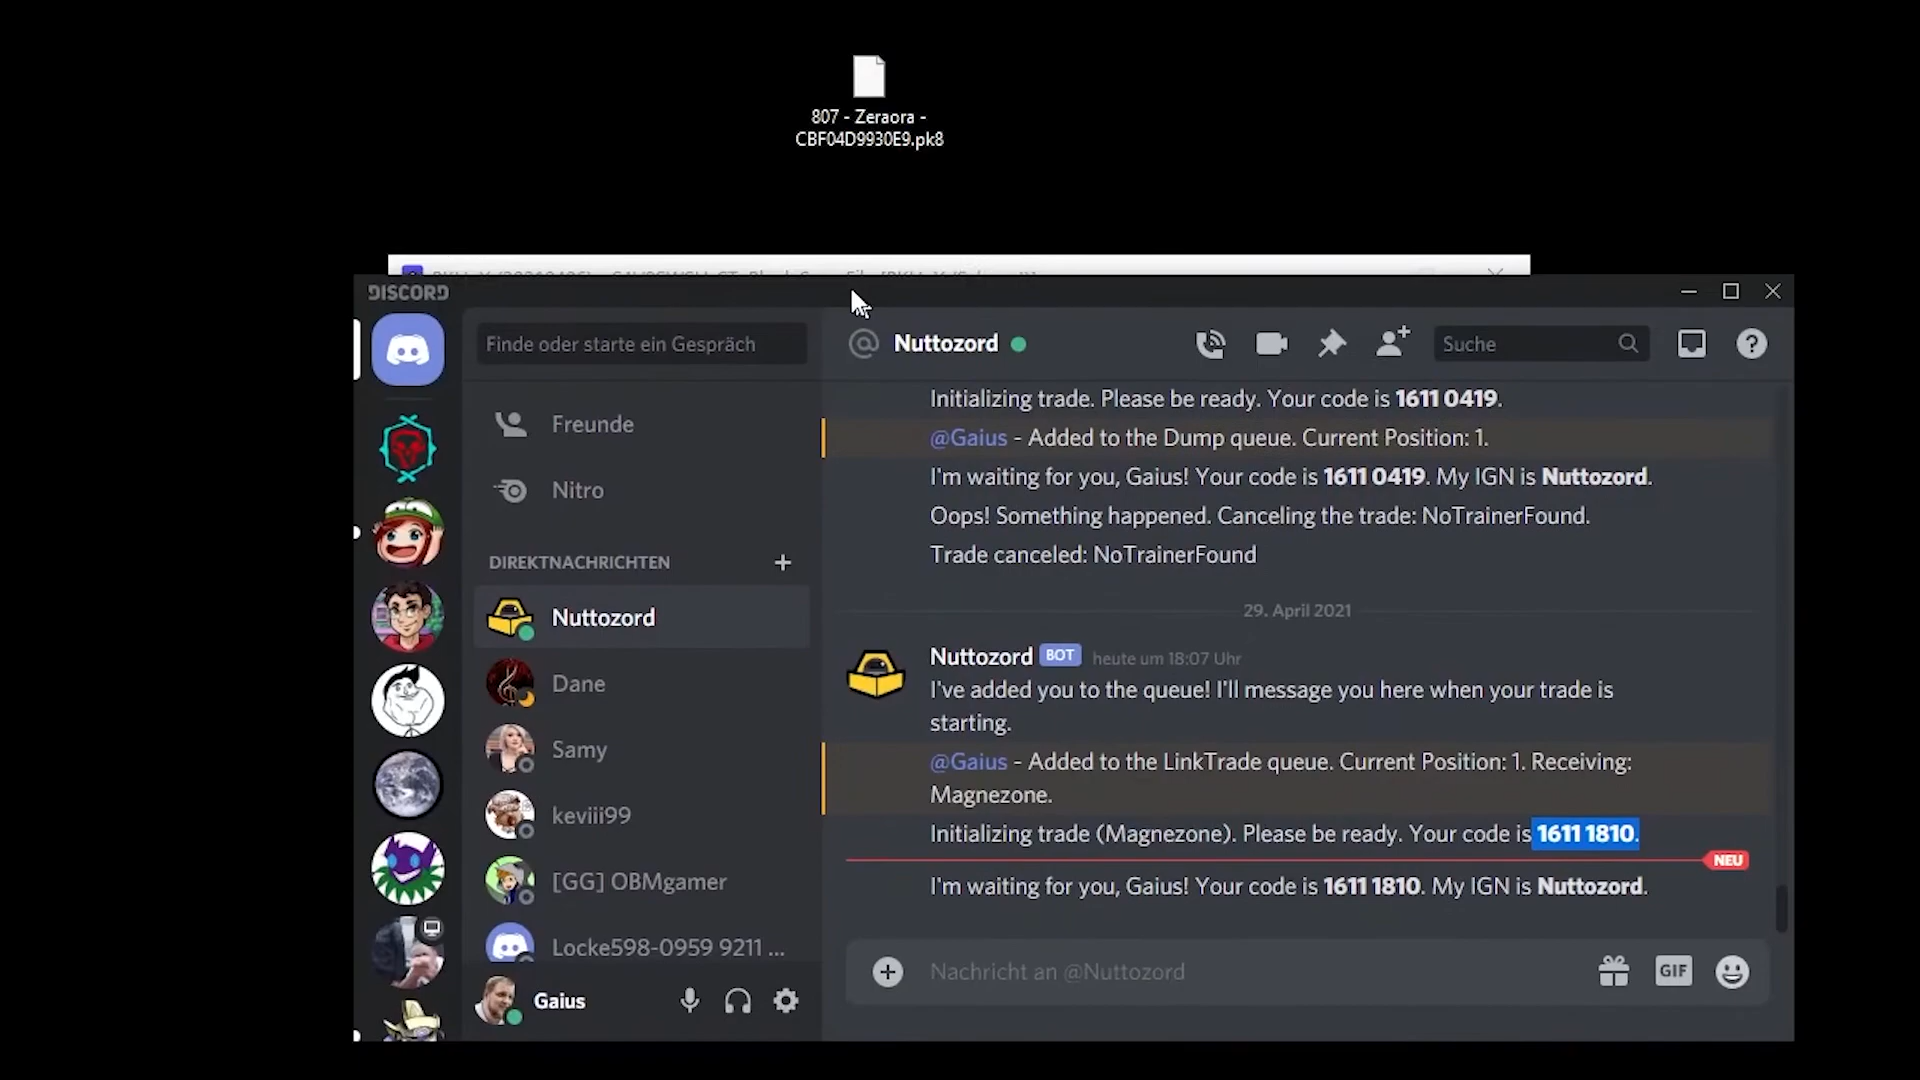 807 - Zeraora -
CBF04D9930E9.pk8
DISCORD
Finde oder starte ein Gespräch
Freunde
Nitro
DIREKTNACHRICHTEN
Nuttozord
Dane
Samy
keviii99
[GG] OBMgamer
Locke598-0959 9211 ...
Gaius
Nuttozord
Suche
Initializing trade. Please be ready. Your code is 1611 0419.
@Gaius - Added to the Dump queue. Current Position: 1.
I'm waiting for you, Gaius! Your code is 1611 0419. My IGN is Nuttozord.
Oops! Something happened. Canceling the trade: NoTrainerFound.
Trade canceled: NoTrainerFound
29. April 2021
Nuttozord BOT heute um 18:07 Uhr
I've added you to the queue! I'll message you here when your trade is
starting.
@Gaius - Added to the LinkTrade queue. Current Position: 1. Receiving:
Magnezone.
Initializing trade (Magnezone). Please be ready. Your code is 1611 1810.
NEU
I'm waiting for you, Gaius! Your code is 1611 1810. My IGN is Nuttozord.
Nachricht an @Nuttozord
GIF